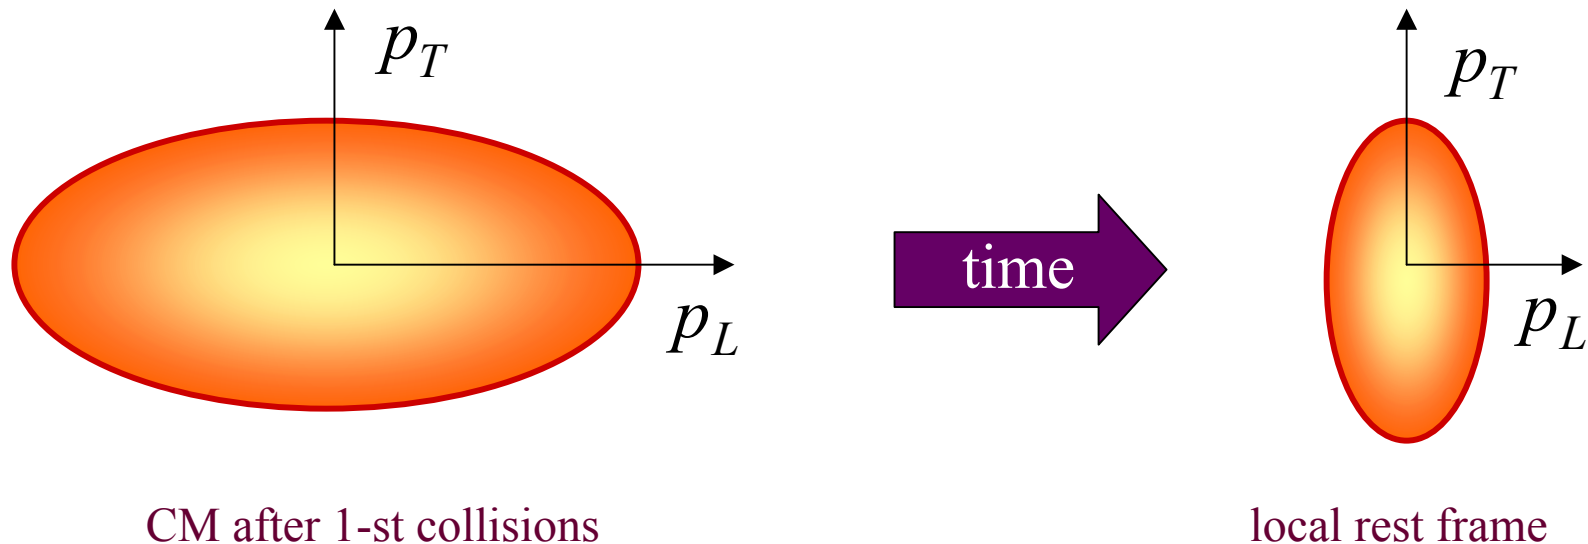 p_T
p_T
time
p_L
p_L
CM after 1-st collisions
local rest frame